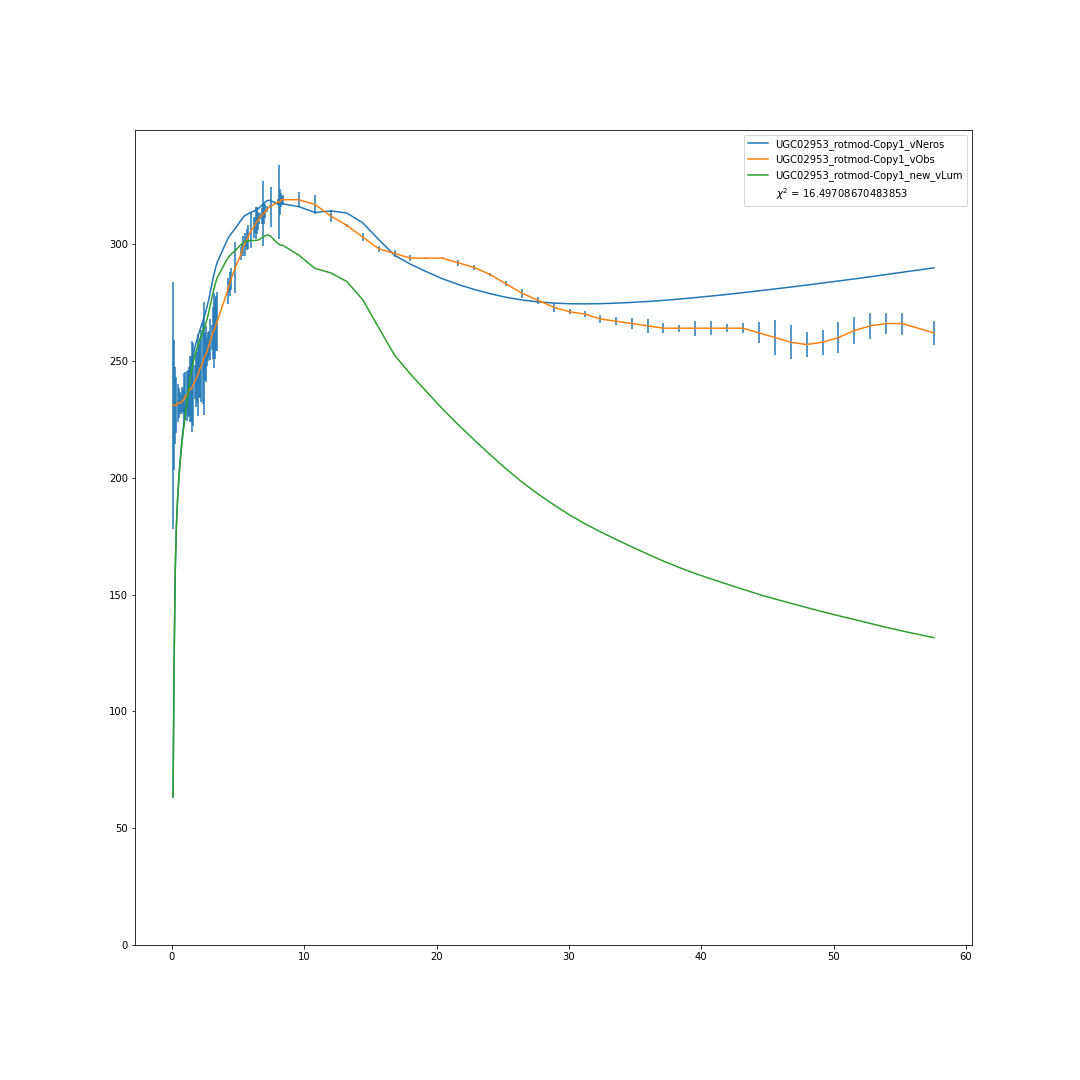 UGC02953_rotmod-Copy1_vNeros
UGC02953_rotmod-Copy1_vObs
UGC02953_rotmod-Copy1_new_vLum
χ² = 16.49708670483853
300
250
200
150
100
50
0
0 10 20 30 40 50 60